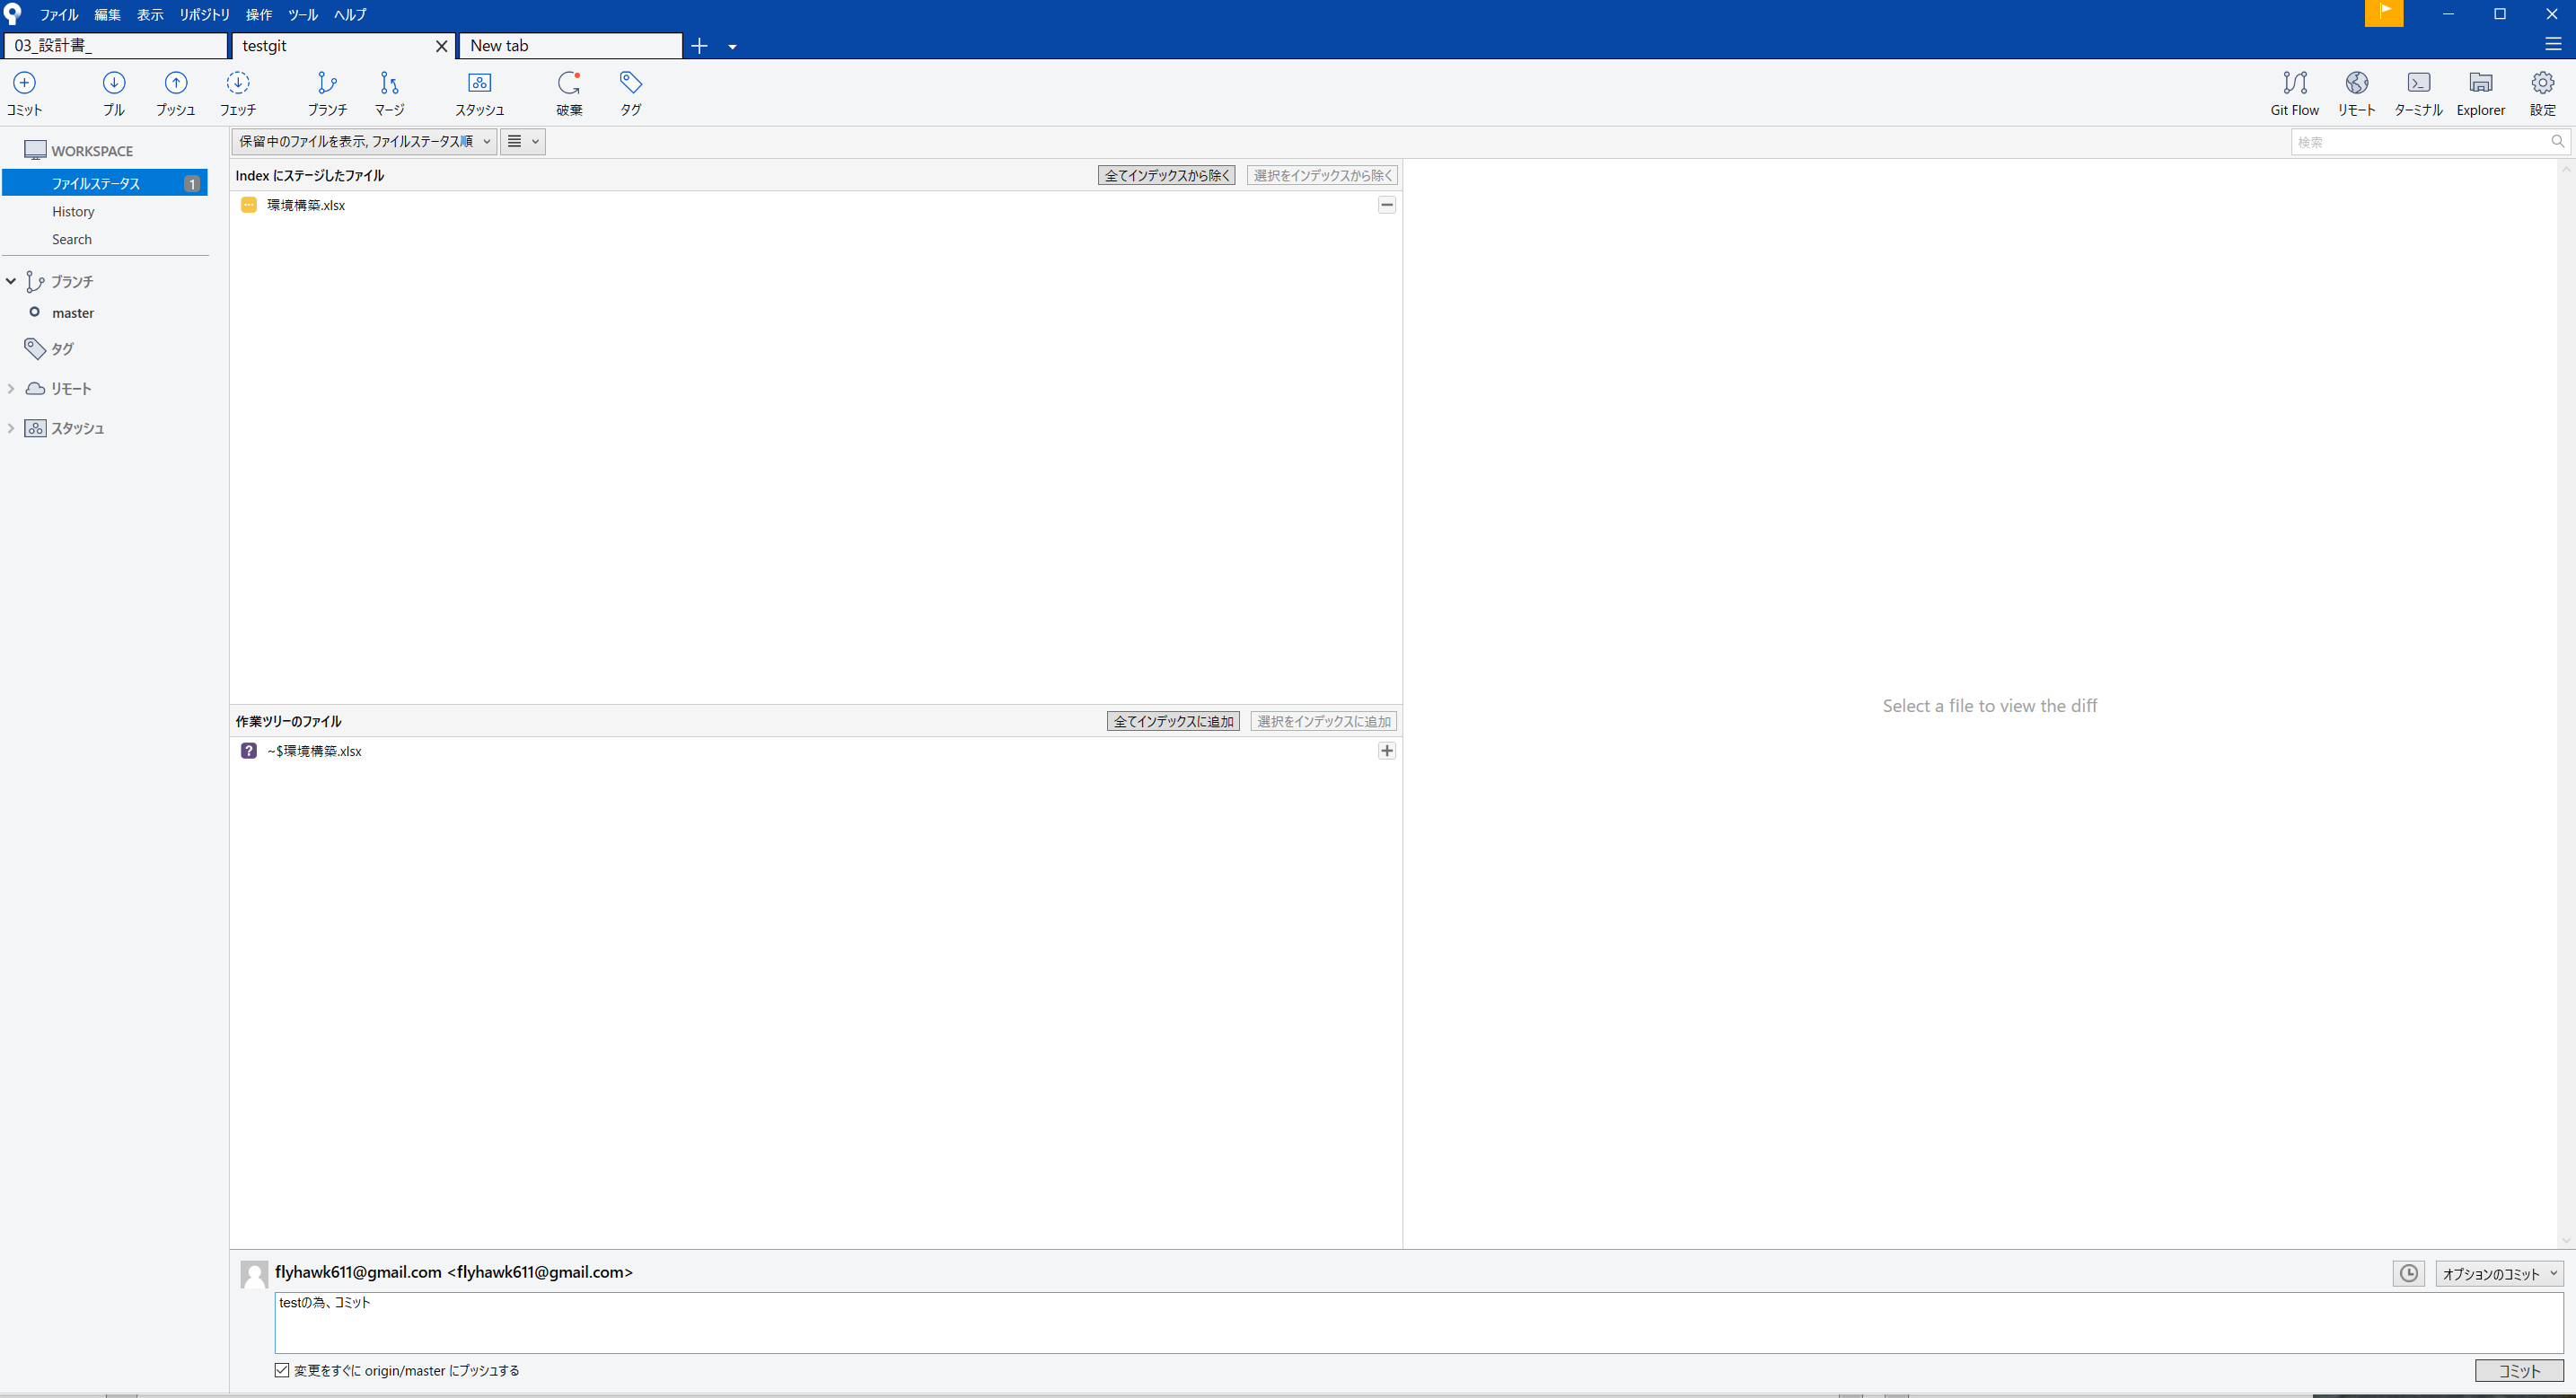 ファイル 編集 表示 リポジトリ 操作 ツール ヘルプ
03_設計書_ testgit New tab
コミット プル プッシュ フェッチ ブランチ マージ スタッシュ 破棄 タグ Git Flow リモート ターミナル Explorer 設定
WORKSPACE
ファイルステータス 1
History
Search
ブランチ
master
タグ
リモート
スタッシュ
保留中のファイルを表示, ファイルステータス順
検索
Index にステージしたファイル 全てインデックスから除く 選択をインデックスから除く
環境構築.xlsx
作業ツリーのファイル 全てインデックスに追加 選択をインデックスに追加
~$環境構築.xlsx
Select a file to view the diff
flyhawk611@gmail.com <flyhawk611@gmail.com>
オプションのコミット
testの為、コミット
変更をすぐに origin/master にプッシュする
コミット